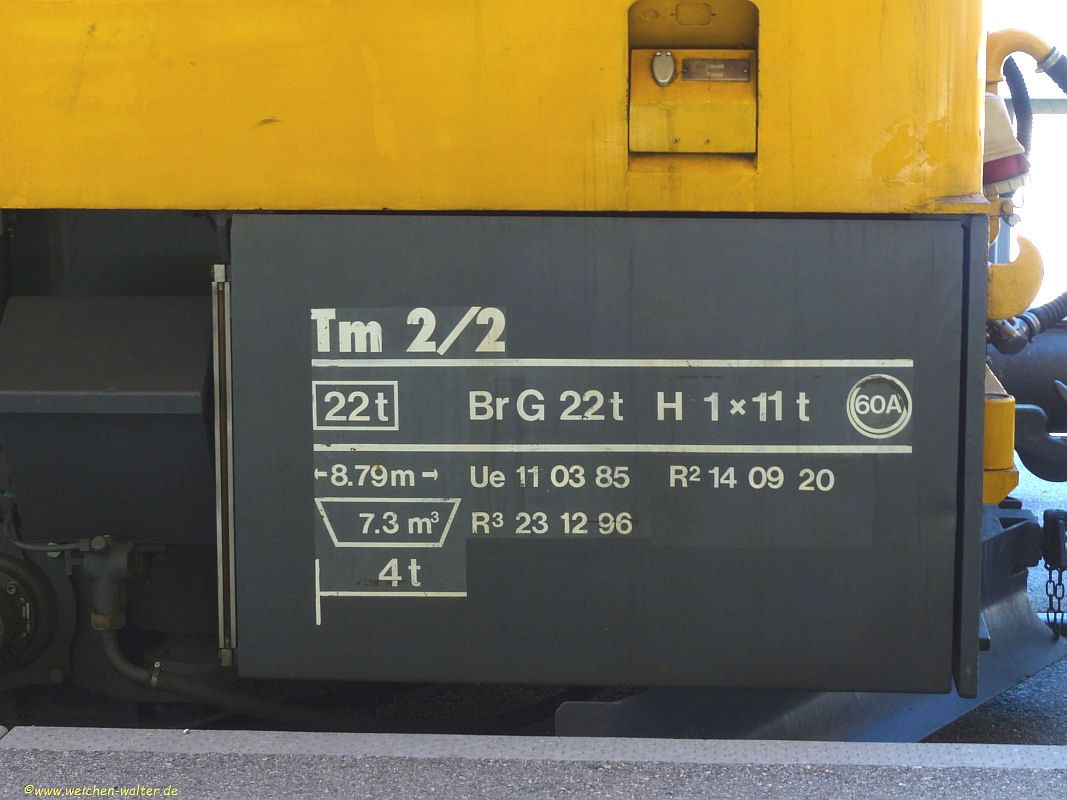 Tm 2/2
22t Br G 22t H 1×11 t 60A
←8.79m→ Ue 11 03 85 R² 14 09 20
7.3 m³ R³ 23 12 96
4t
©www.weichen-walter.de